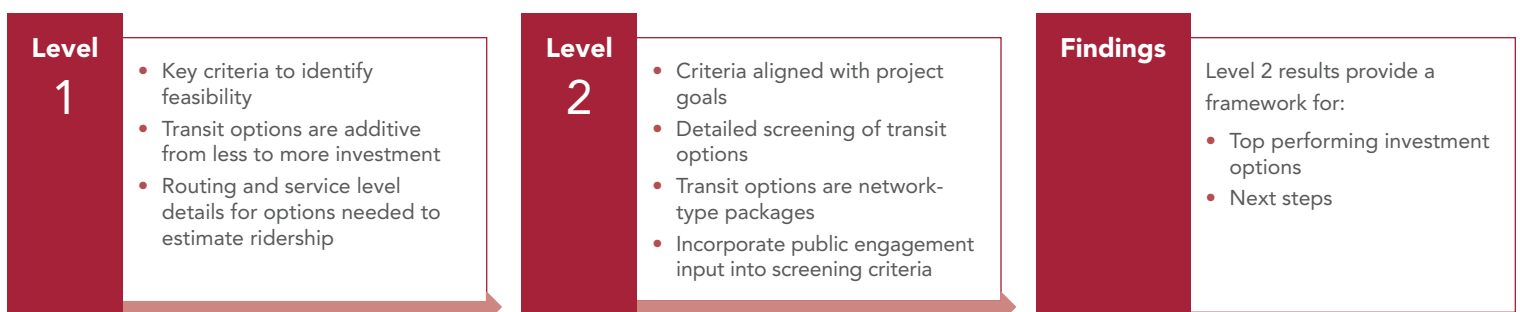 Level
1
• Key criteria to identify
feasibility
• Transit options are additive
from less to more investment
• Routing and service level
details for options needed to
estimate ridership
Level
2
• Criteria aligned with project
goals
• Detailed screening of transit
options
• Transit options are network-
type packages
• Incorporate public engagement
input into screening criteria
Findings
Level 2 results provide a
framework for:
• Top performing investment
options
• Next steps